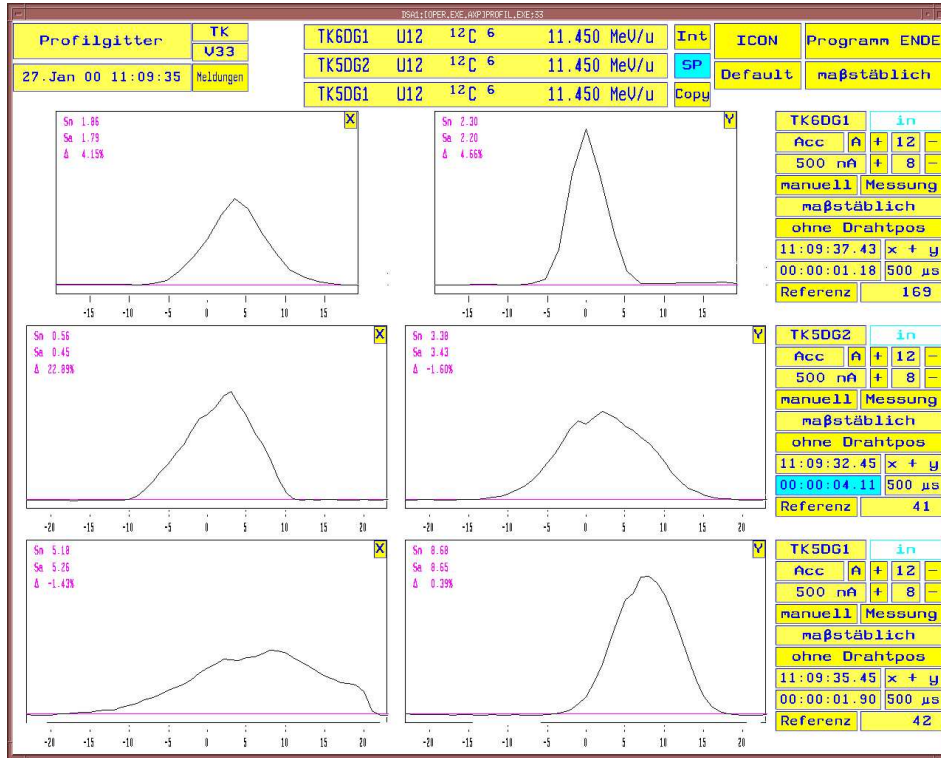 DSA1:[OPER.EXE.AXP]PROFIL.EXE;33
Profilgitter TK
V33
27.Jan 00 11:09:35 Meldungen
TK6DG1 U12 12C 6 11.450 MeV/u Int
TK5DG2 U12 12C 6 11.450 MeV/u SP
TK5DG1 U12 12C 6 11.450 MeV/u Copy
ICON Programm ENDE
Default maβstäblich
Sn 1.86
Sa 1.79
Δ 4.15%
X
-15 -10 -5 0 5 10 15
Sn 2.30
Sa 2.20
Δ 4.66%
Y
-15 -10 -5 0 5 10 15
TK6DG1 in
Acc A + 12 -
500 nA + 8 -
manuell Messung
maβstäblich
ohne Drahtpos
11:09:37.43 x + y
00:00:01.18 500 µs
Referenz 169
Sn 0.56
Sa 0.45
Δ 22.89%
X
-20 -15 -10 -5 0 5 10 15 20
Sn 3.38
Sa 3.43
Δ -1.60%
Y
-20 -15 -10 -5 0 5 10 15 20
TK5DG2 in
Acc A + 12 -
500 nA + 8 -
manuell Messung
maβstäblich
ohne Drahtpos
11:09:32.45 x + y
00:00:04.11 500 µs
Referenz 41
Sn 5.18
Sa 5.26
Δ -1.43%
X
-20 -15 -10 -5 0 5 10 15 20
Sn 8.68
Sa 8.65
Δ 0.39%
Y
-20 -15 -10 -5 0 5 10 15 20
TK5DG1 in
Acc A + 12 -
500 nA + 8 -
manuell Messung
maβstäblich
ohne Drahtpos
11:09:35.45 x + y
00:00:01.90 500 µs
Referenz 42